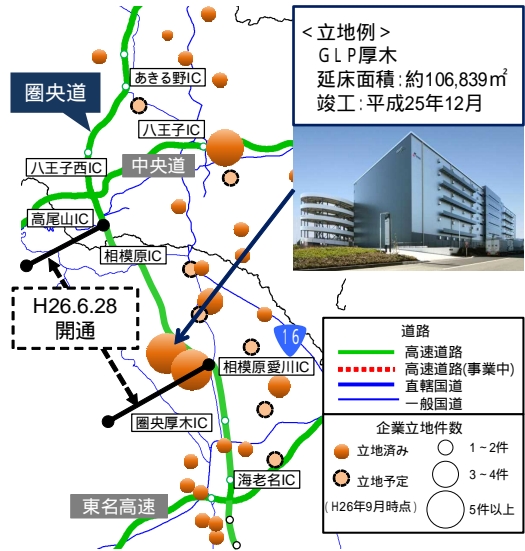 <立地例>
GLP厚木
延床面積:約106,839㎡
竣工:平成25年12月
あきる野IC
圏央道
八王子IC
中央道
八王子西IC
高尾山IC
相模原IC
H26.6.28
開通
16
相模原愛川IC
圏央厚木IC
海老名IC
東名高速
道路
高速道路
高速道路(事業中)
直轄国道
一般国道
企業立地件数
立地済み
1~2件
立地予定
3~4件
(H26年9月時点)
5件以上